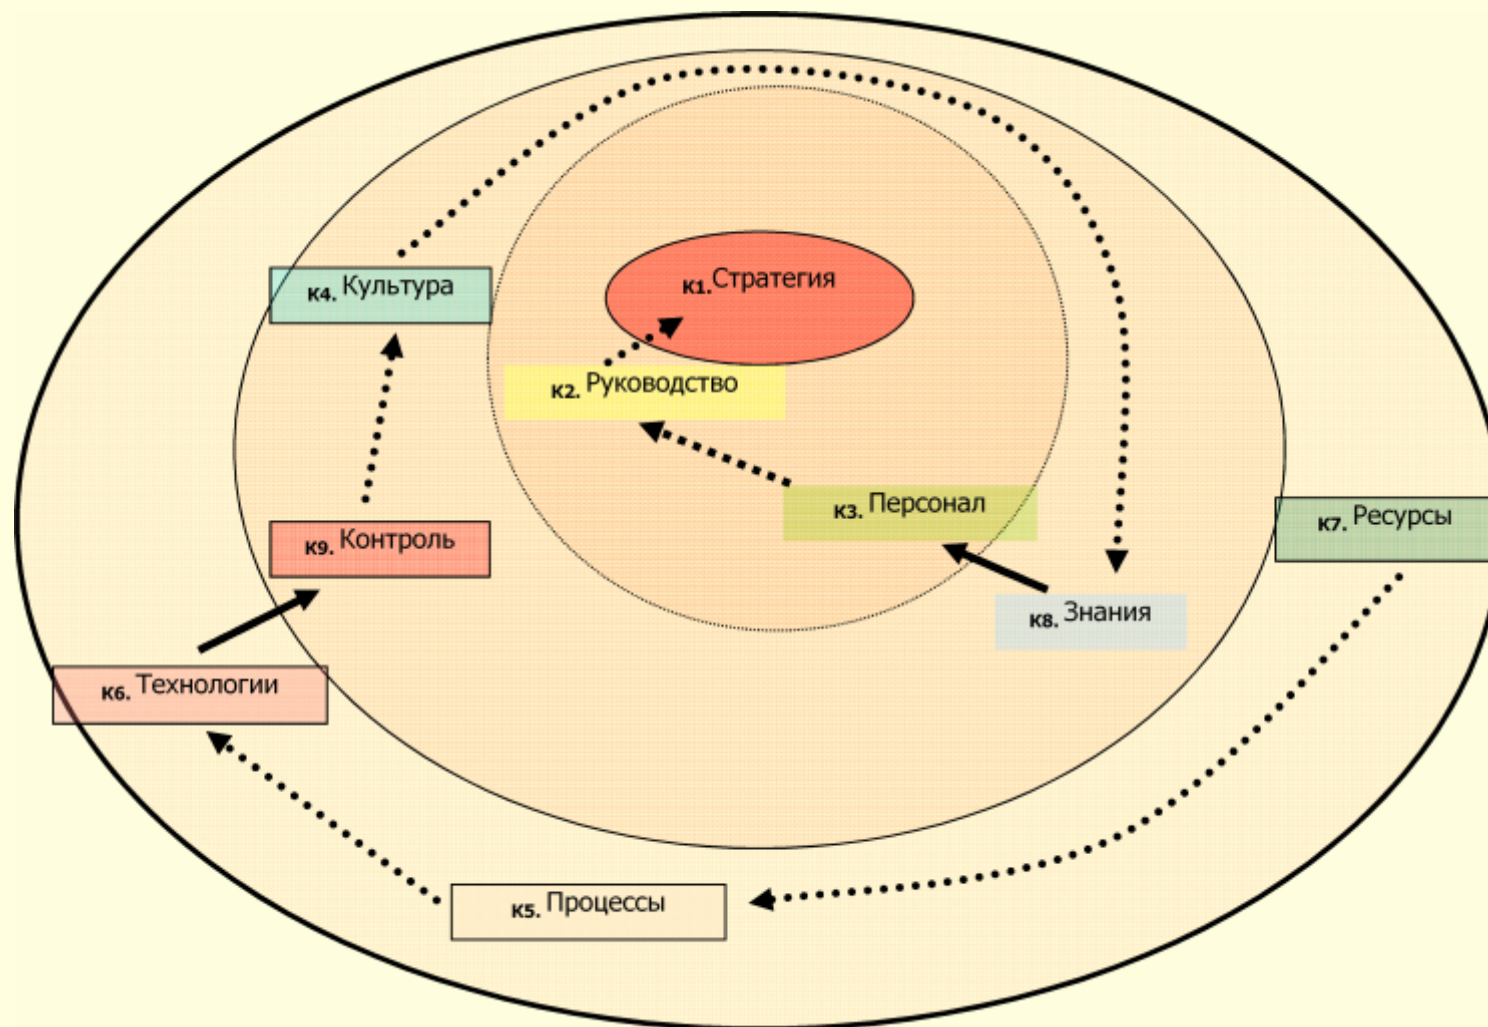 К1. Стратегия
К4. Культура
К2. Руководство
К3. Персонал
К7. Ресурсы
К9. Контроль
К8. Знания
К6. Технологии
К5. Процессы